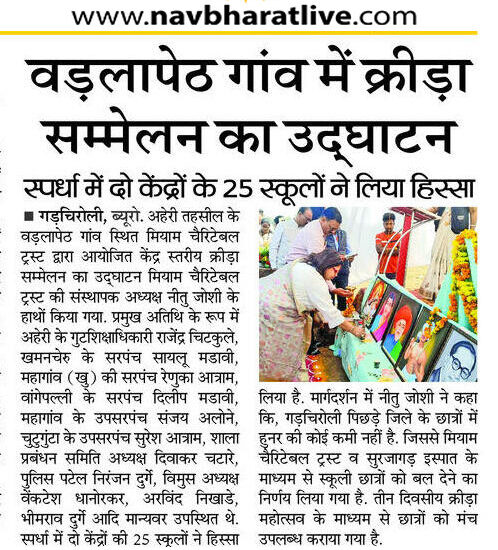 www.navbharatlive.com
वड़लापेठ गांव में क्रीड़ा
सम्मेलन का उद्घाटन
स्पर्धा में दो केंद्रों के 25 स्कूलों ने लिया हिस्सा
■ गड़चिरोली, ब्यूरो. अहेरी तहसील के
वड़लापेठ गांव स्थित मियाम चैरिटेबल
ट्रस्ट द्वारा आयोजित केंद्र स्तरीय क्रीड़ा
सम्मेलन का उद्घाटन मियाम चैरिटेबल
ट्रस्ट की संस्थापक अध्यक्ष नीतु जोशी के
हाथों किया गया. प्रमुख अतिथि के रूप में
अहेरी के गुटशिक्षाधिकारी राजेंद्र चिटकुले,
खमनचेरु के सरपंच सायलू मडावी,
महागांव (खु) की सरपंच रेणुका आत्राम,
वांगेपल्ली के सरपंच दिलीप मडावी,
महागांव के उपसरपंच संजय अलोने,
चुटुगुंटा के उपसरपंच सुरेश आत्राम, शाला
प्रबंधन समिति अध्यक्ष दिवाकर चटारे,
पुलिस पटेल निरंजन दुर्गे, विमुस अध्यक्ष
वैंकटेश धानोरकर, अरविंद निखाडे,
भीमराव दुर्गे आदि मान्यवर उपस्थित थे.
स्पर्धा में दो केंद्रों की 25 स्कूलों ने हिस्सा
लिया है. मार्गदर्शन में नीतु जोशी ने कहा
कि, गड़चिरोली पिछड़े जिले के छात्रों में
हुनर की कोई कमी नहीं है. जिससे मियाम
चैरिटेबल ट्रस्ट व सुरजागड़ इस्पात के
माध्यम से स्कूली छात्रों को बल देने का
निर्णय लिया गया है. तीन दिवसीय क्रीड़ा
महोत्सव के माध्यम से छात्रों को मंच
उपलब्ध कराया गया है.